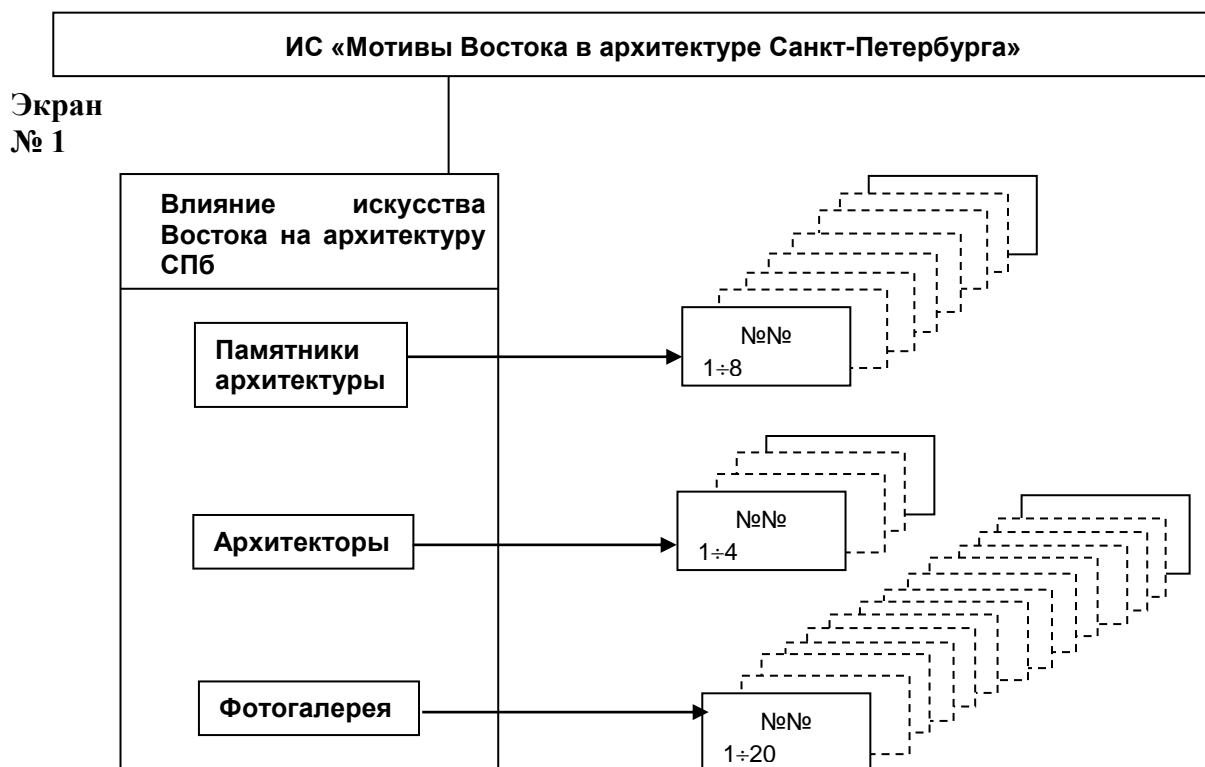 ИС «Мотивы Востока в архитектуре Санкт-Петербурга»
Экран
№ 1
Влияние искусства
Востока на архитектуру
СПб
Памятники
архитектуры
№№
1÷8
Архитекторы
№№
1÷4
Фотогалерея
№№
1÷20